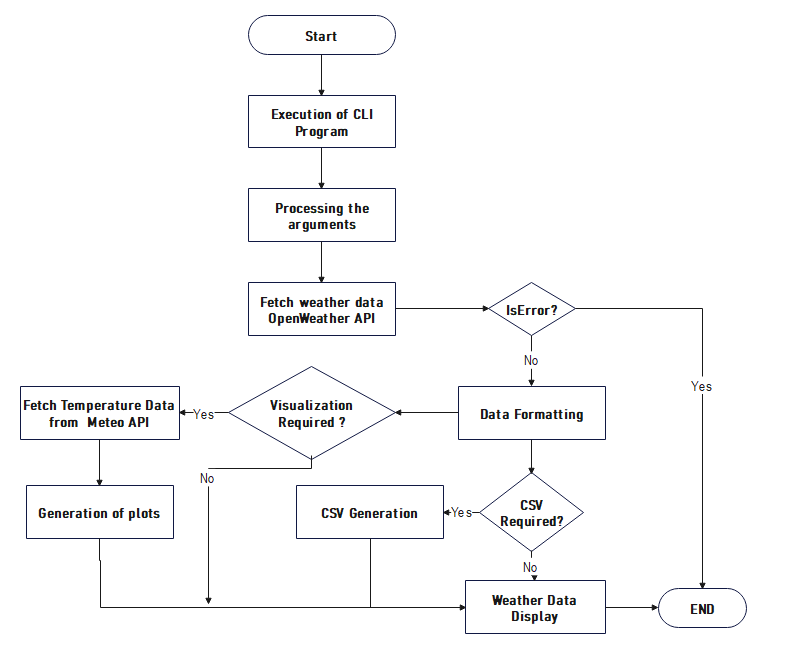 Start
Execution of CLI
Program
Processing the
arguments
Fetch weather data
OpenWeather API
IsError?
No
Yes
Fetch Temperature Data
from Meteo API
Yes
Visualization
Required ?
Data Formatting
No
Generation of plots
CSV Generation
Yes
CSV
Required?
No
Weather Data
Display
END